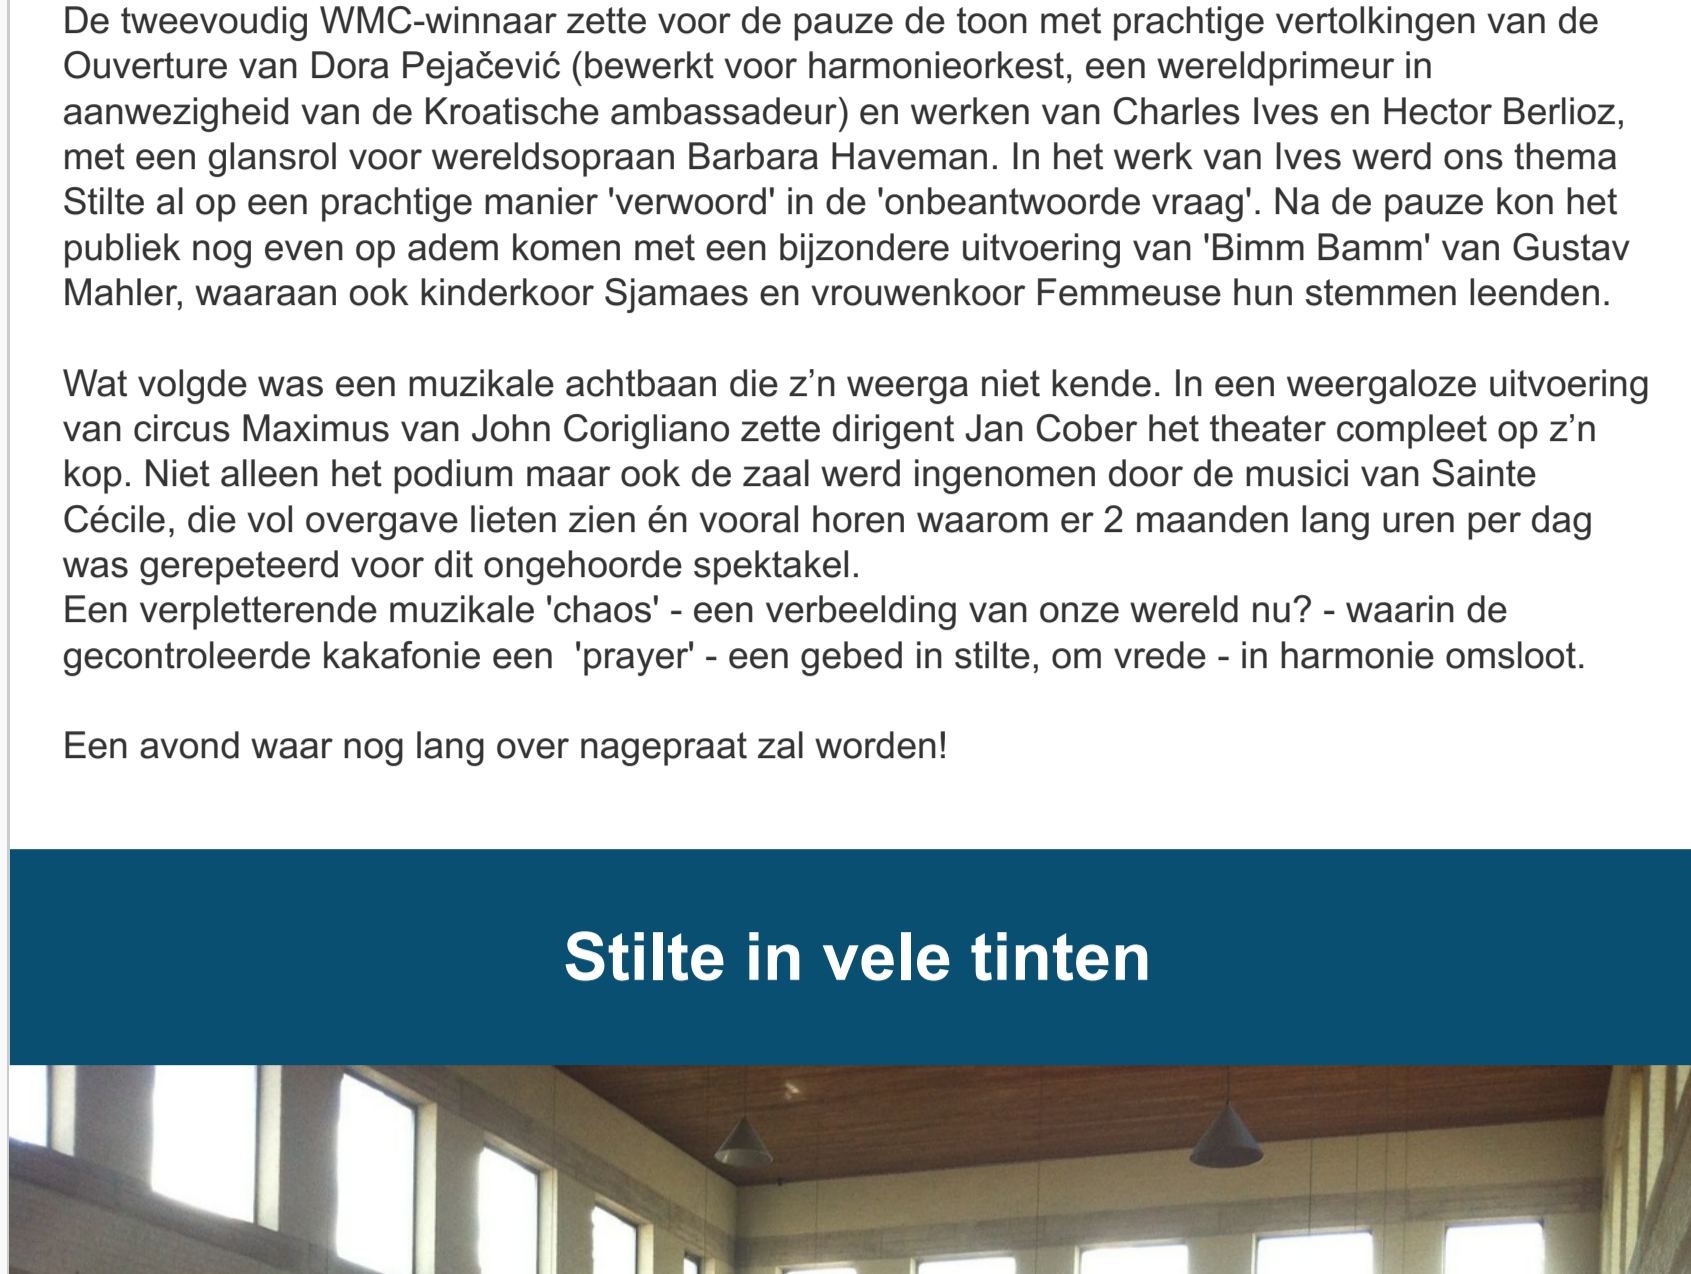 De tweevoudig WMC-winnaar zette voor de pauze de toon met prachtige vertolkingen van de
Ouverture van Dora Pejačević (bewerkt voor harmonieorkest, een wereldprimeur in
aanwezigheid van de Kroatische ambassadeur) en werken van Charles Ives en Hector Berlioz,
met een glansrol voor wereldsopraan Barbara Haveman. In het werk van Ives werd ons thema
Stilte al op een prachtige manier 'verwoord' in de 'onbeantwoorde vraag'. Na de pauze kon het
publiek nog even op adem komen met een bijzondere uitvoering van 'Bimm Bamm' van Gustav
Mahler, waaraan ook kinderkoor Sjamaes en vrouwenkoor Femmeuse hun stemmen leenden.
Wat volgde was een muzikale achtbaan die z’n weerga niet kende. In een weergaloze uitvoering
van circus Maximus van John Corigliano zette dirigent Jan Cober het theater compleet op z’n
kop. Niet alleen het podium maar ook de zaal werd ingenomen door de musici van Sainte
Cécile, die vol overgave lieten zien én vooral horen waarom er 2 maanden lang uren per dag
was gerepeteerd voor dit ongehoorde spektakel.
Een verpletterende muzikale 'chaos' - een verbeelding van onze wereld nu? - waarin de
gecontroleerde kakafonie een  'prayer' - een gebed in stilte, om vrede - in harmonie omsloot.
Een avond waar nog lang over nagepraat zal worden!
Stilte in vele tinten